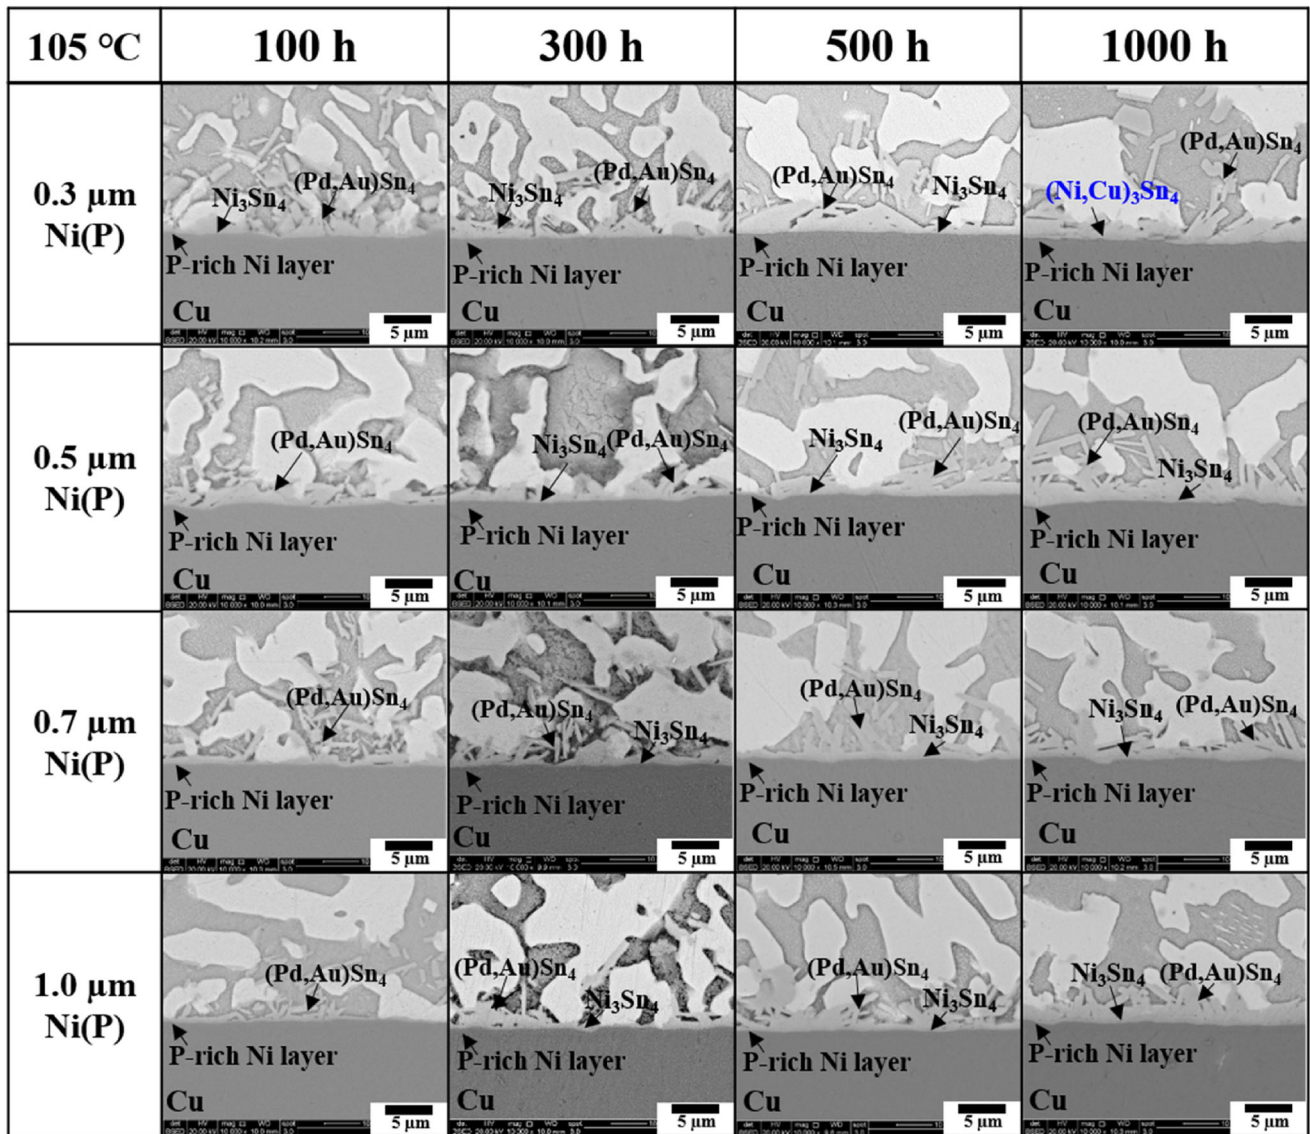 105 °C
100 h
300 h
500 h
1000 h
0.3 μm
Ni(P)
Ni₃Sn₄
(Pd,Au)Sn₄
P-rich Ni layer
Cu
5 μm
Ni₃Sn₄
(Pd,Au)Sn₄
P-rich Ni layer
Cu
5 μm
(Pd,Au)Sn₄
Ni₃Sn₄
P-rich Ni layer
Cu
5 μm
(Pd,Au)Sn₄
(Ni,Cu)₃Sn₄
P-rich Ni layer
Cu
5 μm
0.5 μm
Ni(P)
(Pd,Au)Sn₄
P-rich Ni layer
Cu
5 μm
Ni₃Sn₄
(Pd,Au)Sn₄
P-rich Ni layer
Cu
5 μm
Ni₃Sn₄
(Pd,Au)Sn₄
P-rich Ni layer
Cu
5 μm
(Pd,Au)Sn₄
Ni₃Sn₄
P-rich Ni layer
Cu
5 μm
0.7 μm
Ni(P)
(Pd,Au)Sn₄
P-rich Ni layer
Cu
5 μm
(Pd,Au)Sn₄
Ni₃Sn₄
P-rich Ni layer
Cu
5 μm
(Pd,Au)Sn₄
Ni₃Sn₄
P-rich Ni layer
Cu
5 μm
Ni₃Sn₄
(Pd,Au)Sn₄
P-rich Ni layer
Cu
5 μm
1.0 μm
Ni(P)
(Pd,Au)Sn₄
P-rich Ni layer
Cu
5 μm
(Pd,Au)Sn₄
Ni₃Sn₄
P-rich Ni layer
Cu
5 μm
(Pd,Au)Sn₄
Ni₃Sn₄
P-rich Ni layer
Cu
5 μm
Ni₃Sn₄
(Pd,Au)Sn₄
P-rich Ni layer
Cu
5 μm